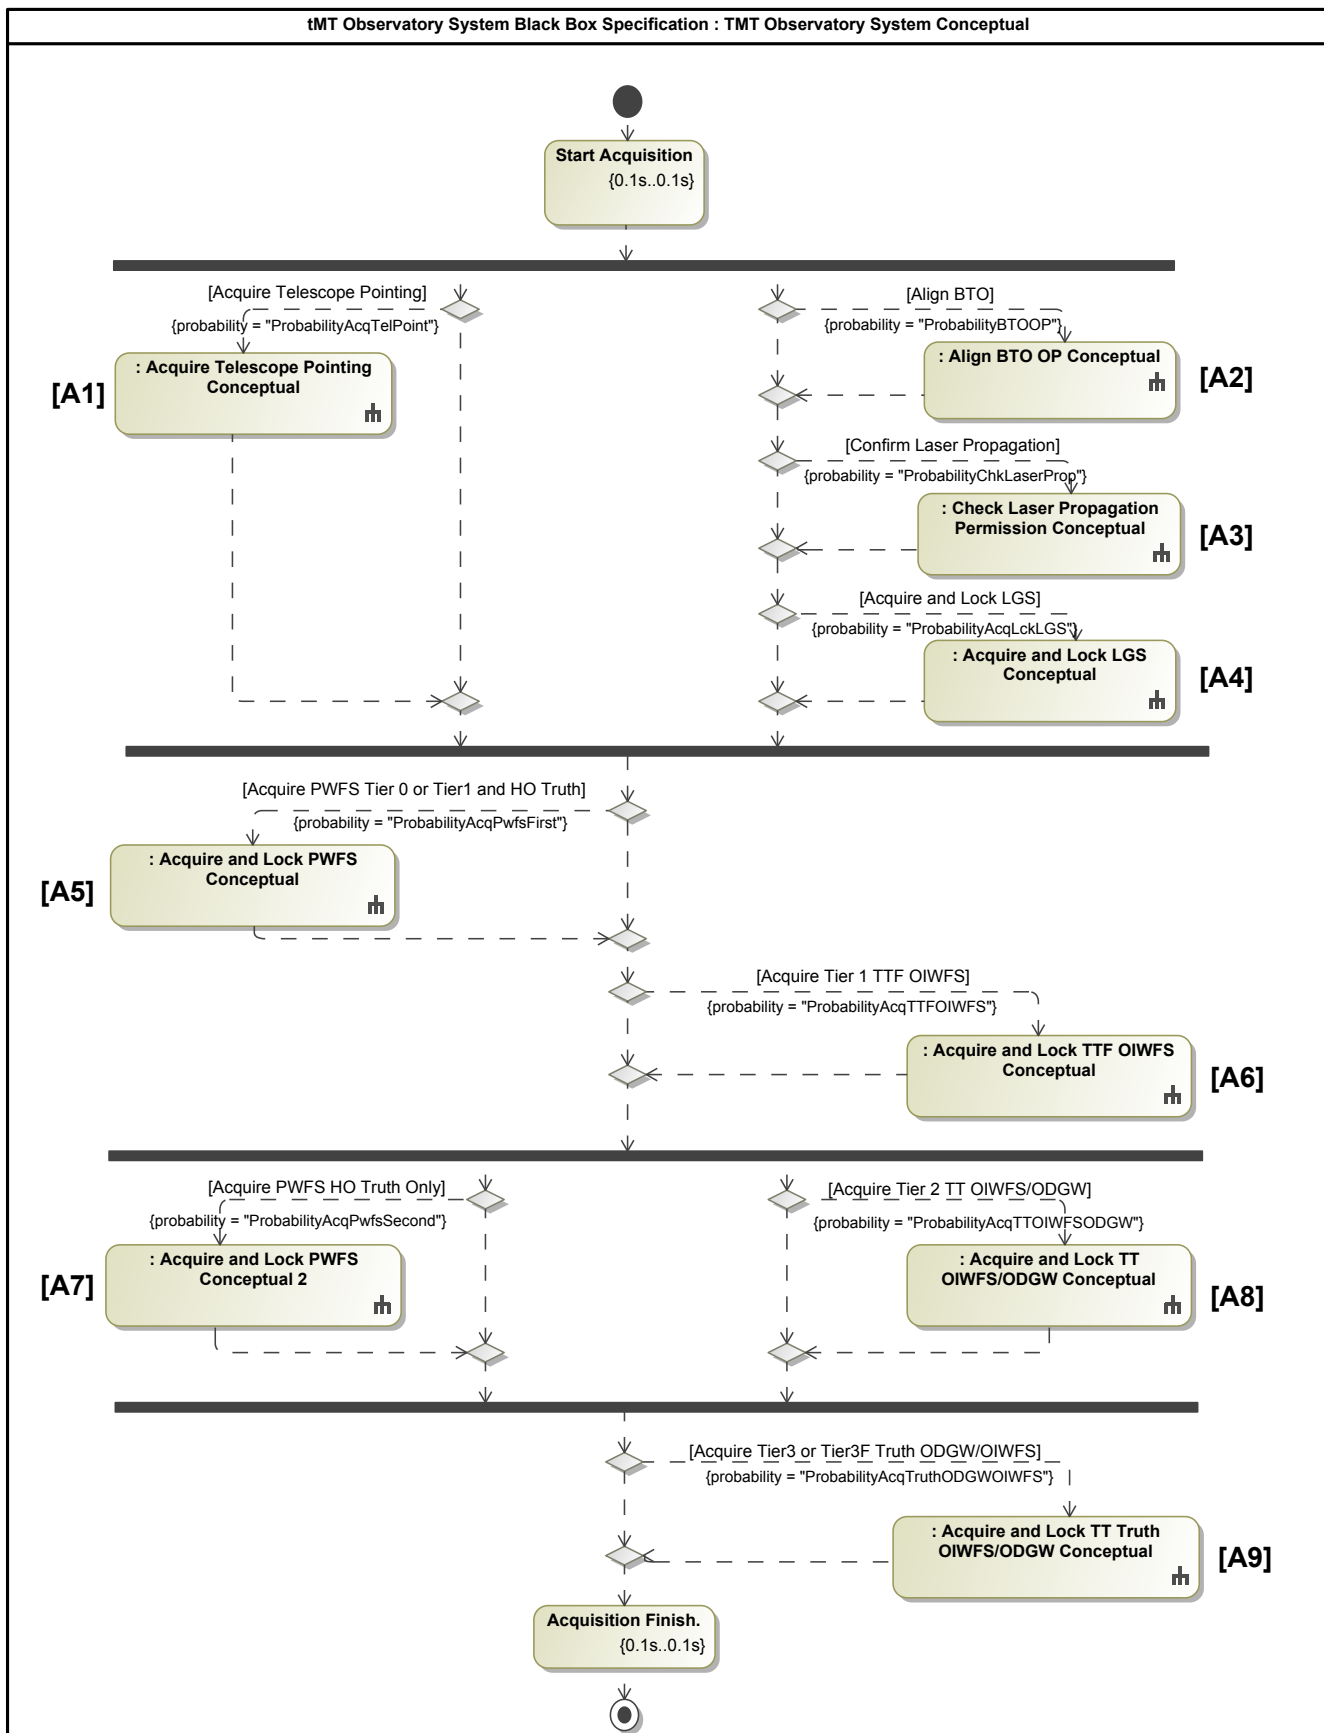 tMT Observatory System Black Box Specification : TMT Observatory System Conceptual
Start Acquisition
{0.1s..0.1s}
[Acquire Telescope Pointing]
{probability = "ProbabilityAcqTelPoint"}
: Acquire Telescope Pointing
Conceptual
[A1]
[Align BTO]
{probability = "ProbabilityBTOOP"}
: Align BTO OP Conceptual
[A2]
[Confirm Laser Propagation]
{probability = "ProbabilityChkLaserProp"}
: Check Laser Propagation
Permission Conceptual
[A3]
[Acquire and Lock LGS]
{probability = "ProbabilityAcqLckLGS"}
: Acquire and Lock LGS
Conceptual
[A4]
[Acquire PWFS Tier 0 or Tier1 and HO Truth]
{probability = "ProbabilityAcqPwfsFirst"}
: Acquire and Lock PWFS
Conceptual
[A5]
[Acquire Tier 1 TTF OIWFS]
{probability = "ProbabilityAcqTTFOIWFS"}
: Acquire and Lock TTF OIWFS
Conceptual
[A6]
[Acquire PWFS HO Truth Only]
{probability = "ProbabilityAcqPwfsSecond"}
: Acquire and Lock PWFS
Conceptual 2
[A7]
[Acquire Tier 2 TT OIWFS/ODGW]
{probability = "ProbabilityAcqTTOIWFSODGW"}
: Acquire and Lock TT
OIWFS/ODGW Conceptual
[A8]
[Acquire Tier3 or Tier3F Truth ODGW/OIWFS]
{probability = "ProbabilityAcqTruthODGWOIWFS"}
: Acquire and Lock TT Truth
OIWFS/ODGW Conceptual
[A9]
Acquisition Finish.
{0.1s..0.1s}